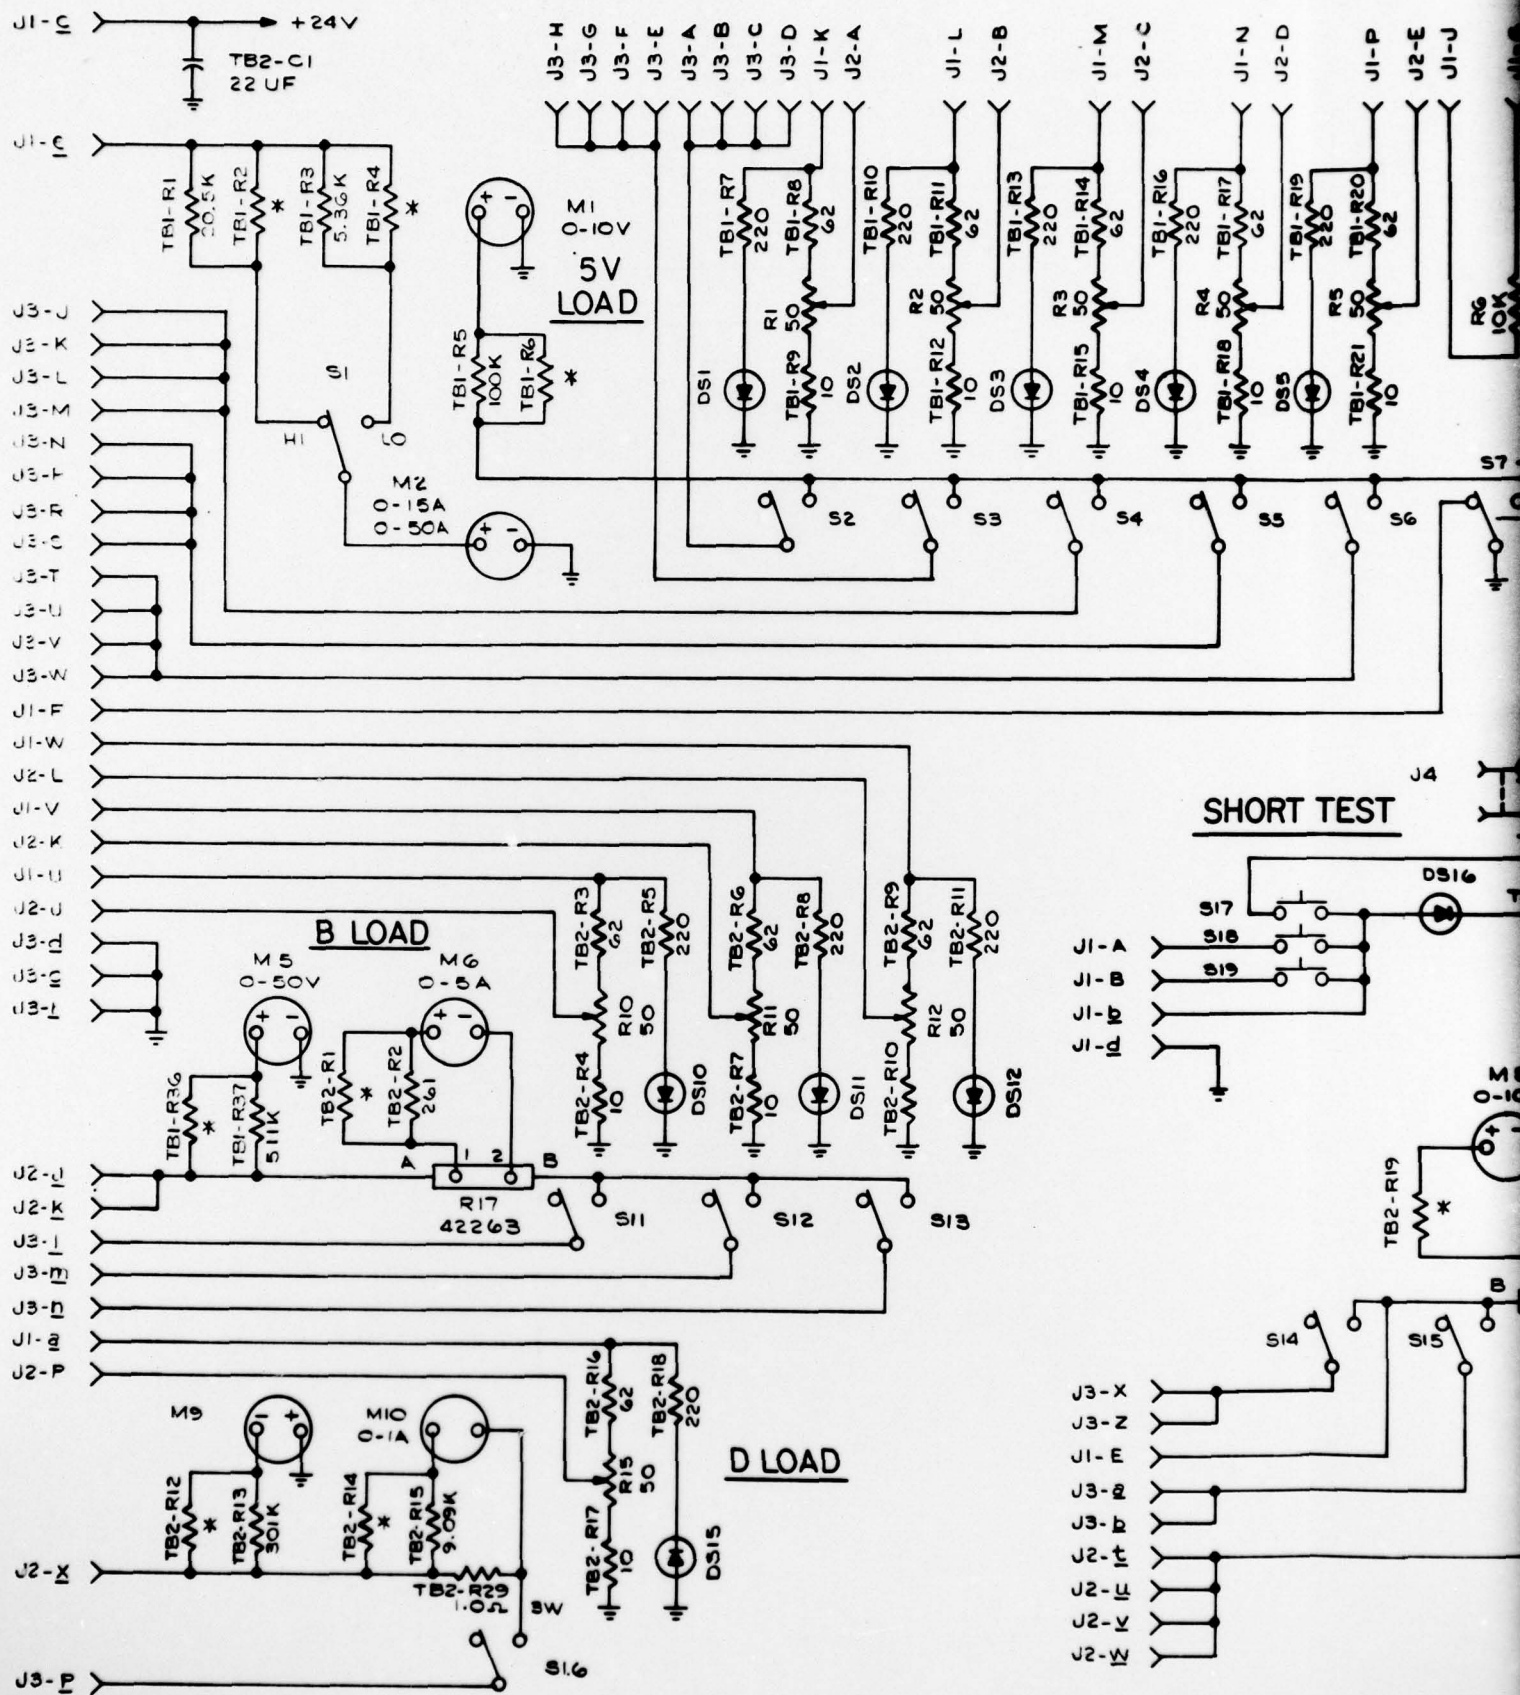 J1-C
+24V
TB2-C1
22 UF
J3-H
J3-G
J3-F
J3-E
J3-A
J3-B
J3-C
J3-D
J1-K
J2-A
J1-L
J2-B
J1-M
J2-C
J1-N
J2-D
J1-P
J2-E
J1-J
TB1-R1
20.5K
TB1-R2
*
TB1-R3
5.36K
TB1-R4
*
M1
0-10V
5V
LOAD
+ -
TB1-R5
100K
TB1-R6
*
TB1-R7
220
TB1-R8
62
TB1-R10
220
TB1-R11
62
TB1-R13
220
TB1-R14
62
TB1-R16
220
TB1-R17
62
TB1-R19
220
TB1-R20
62
R1
50
R2
50
R3
50
R4
50
R5
50
R6
10K
DS1
TB1-R9
10
DS2
TB1-R12
10
DS3
TB1-R15
10
DS4
TB1-R18
10
DS5
TB1-R21
10
J3-J
J3-K
J3-L
J3-M
J3-N
J3-R
J3-T
J3-U
J3-V
J3-W
J1-F
J1-W
J2-L
J1-V
J2-K
J1-U
J2-J
J3-d
S1
HI
LO
M2
0-15A
0-50A
+ -
S2
S3
S4
S5
S6
S7
J4
SHORT TEST
DS16
S17
J1-A
S18
J1-B
S19
J1-b
J1-d
B LOAD
M5
0-50V
+ -
M6
0-5A
+ -
TB2-R3
62
TB2-R5
220
TB2-R6
62
TB2-R8
220
TB2-R9
62
TB2-R11
220
R10
50
R11
50
R12
50
TB1-R36
*
TB1-R37
511K
TB2-R1
*
TB2-R2
261
TB2-R4
10
DS10
TB2-R7
10
DS11
TB2-R10
DS12
A
1 2
B
R17
42263
J2-k
J3-m
J3-n
J1-a
J2-P
S11
S12
S13
TB2-R19
*
+
B
S14
S15
M9
- +
M10
0-1A
TB2-R16
62
TB2-R18
220
R15
50
D LOAD
TB2-R12
*
TB2-R13
301K
TB2-R14
*
TB2-R15
9.09K
TB2-R17
10
DS15
J2-x
TB2-R29
1.0Ω 3W
S16
J3-P
J3-X
J3-Z
J1-E
J3-a
J3-b
J2-t
J2-u
J2-v
J2-w